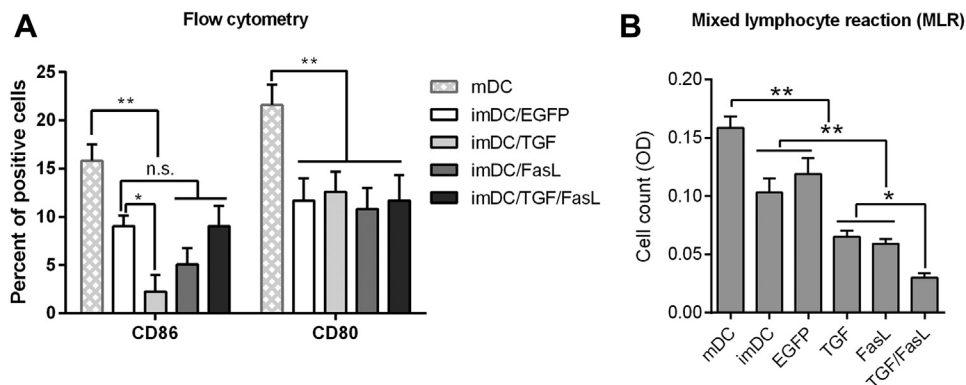 A
Flow cytometry
Percent of positive cells
25
20
15
10
5
0
**
n.s.
*
**
CD86
CD80
mDC
imDC/EGFP
imDC/TGF
imDC/FasL
imDC/TGF/FasL
B
Mixed lymphocyte reaction (MLR)
Cell count (OD)
0.20
0.15
0.10
0.05
0.00
**
**
*
mDC
imDC
EGFP
TGF
FasL
TGF/FasL